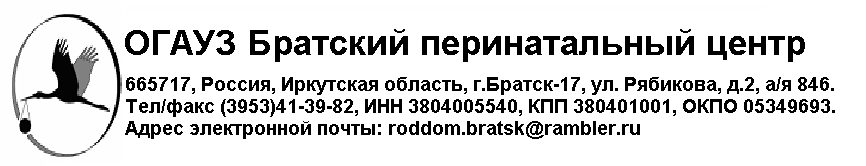 ОГАУЗ Братский перинатальный центр
665717, Россия, Иркутская область, г.Братск-17, ул. Рябикова, д.2, а/я 846.
Тел/факс (3953)41-39-82, ИНН 3804005540, КПП 380401001, ОКПО 05349693.
Адрес электронной почты: roddom.bratsk@rambler.ru